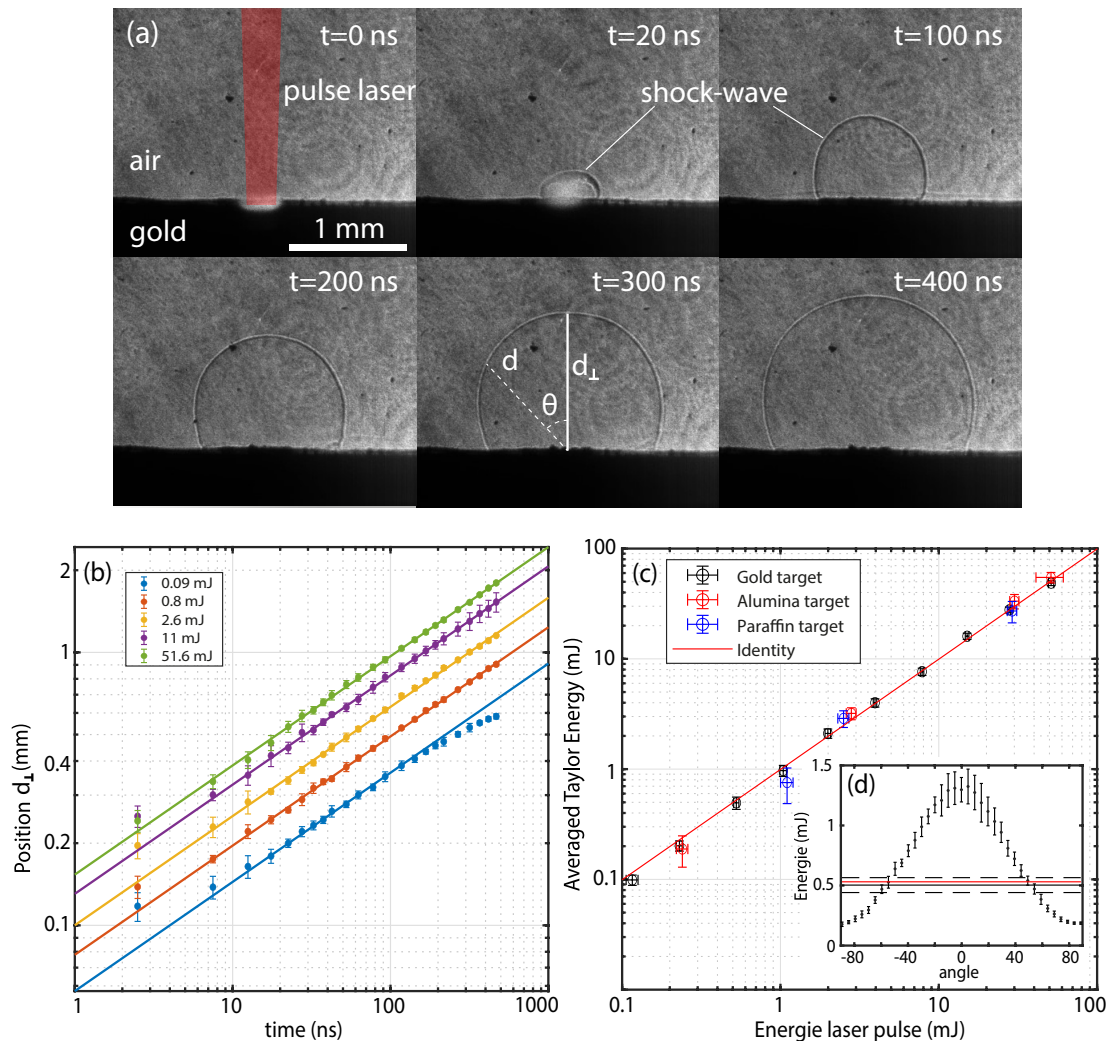 (a)
t=0 ns
t=20 ns
t=100 ns
pulse laser
shock-wave
air
gold
1 mm
t=200 ns
t=300 ns
t=400 ns
d
d⊥
θ
(b)
0.09 mJ
0.8 mJ
2.6 mJ
11 mJ
51.6 mJ
Position d⊥ (mm)
2
1
0.4
0.2
0.1
1
10
100
1000
time (ns)
(c)
Gold target
Alumina target
Paraffin target
Identity
Averaged Taylor Energy (mJ)
100
10
1
0.1
0.1
1
10
100
Energie laser pulse (mJ)
(d)
Energie (mJ)
1.5
1
0.5
0
-80
-40
0
40
80
angle